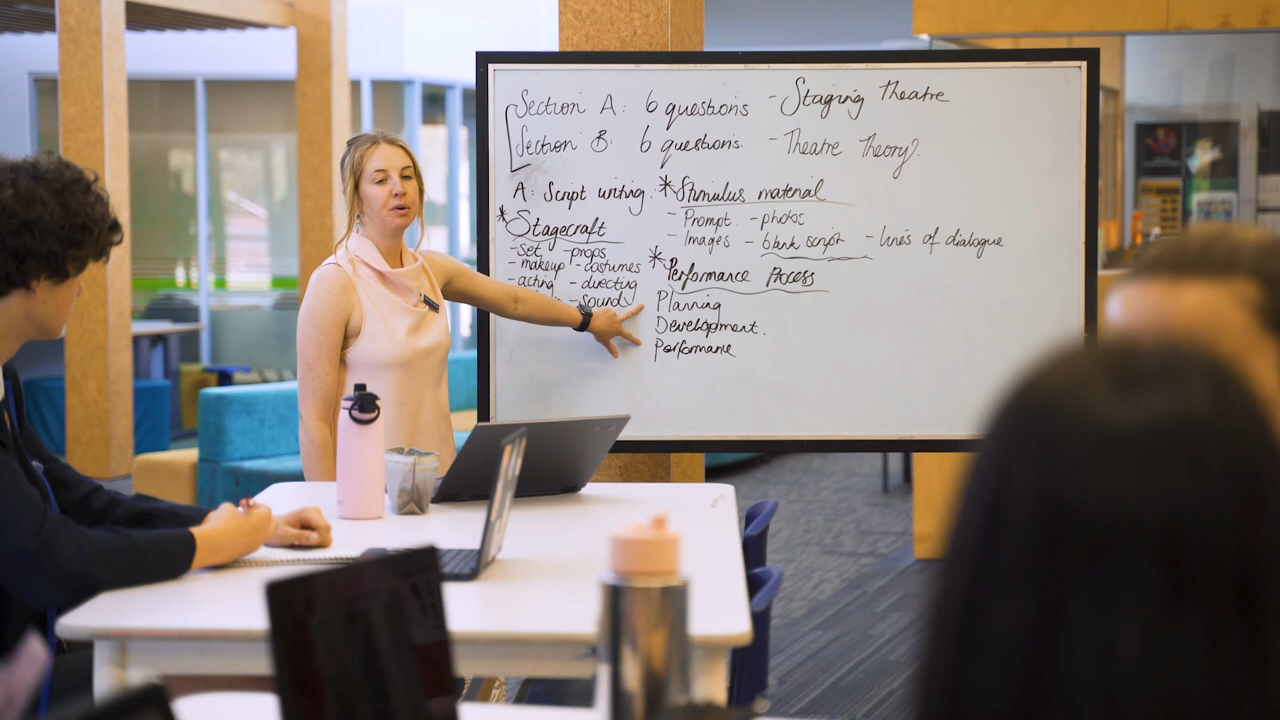 Section A: 6 questions - Staging Theatre
Section B: 6 questions. - Theatre Theory.
A: Script writing.
* Stagecraft
- set - props
- makeup - costumes
- acting - directing
- sound
* Stimulus material
- Prompt. - photos
- Images - blank script - lines of dialogue
* Performance Process
Planning
Development.
Performance